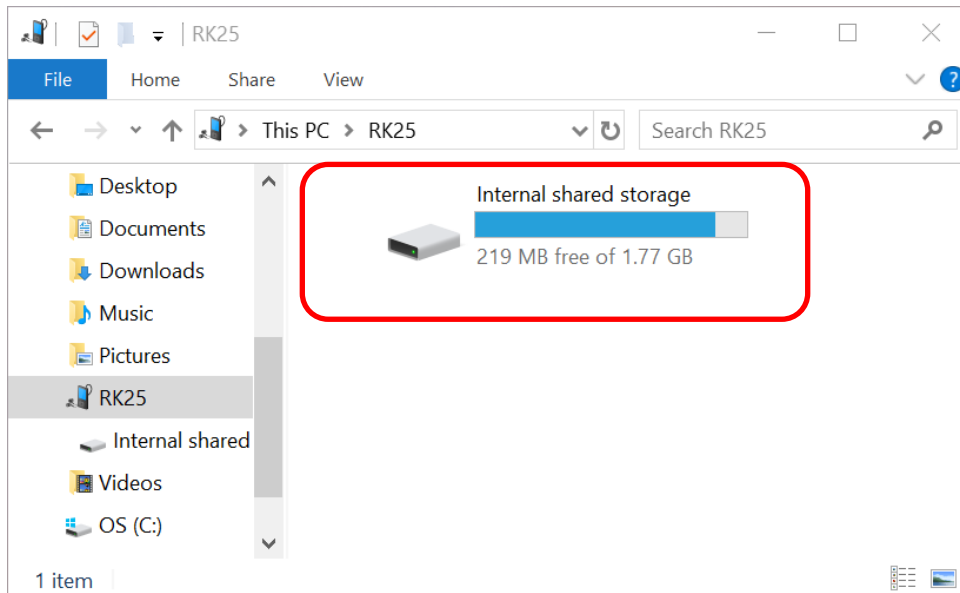 RK25
File Home Share View ?
This PC > RK25 Search RK25
Desktop
Documents
Downloads
Music
Pictures
RK25
Internal shared
Videos
OS (C:)
Internal shared storage
219 MB free of 1.77 GB
1 item